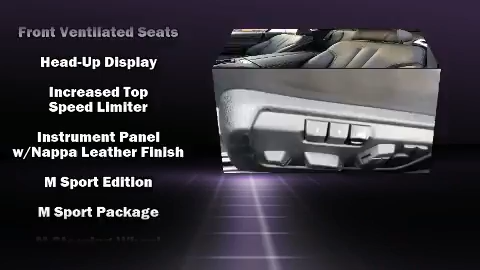 Front Ventilated Seats
Head-Up Display
Increased Top
Speed Limiter
Instrument Panel
w/Nappa Leather Finish
M Sport Edition
M Sport Package